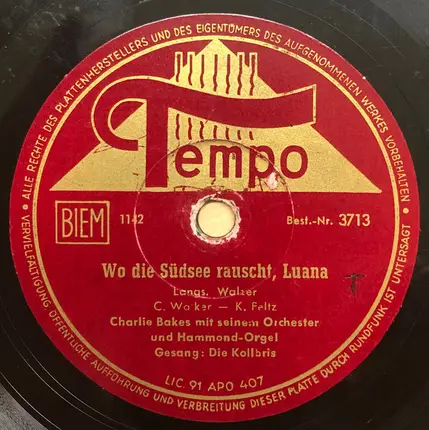 ALLE RECHTE DES PLATTENHERSTELLERS UND DES EIGENTÜMERS DES AUFGENOMMENEN WERKES VORBEHALTEN
Tempo
BIEM
1142
Best.-Nr. 3713
Wo die Südsee rauscht, Luana
Langs. Walzer
C. Walker — K. Feltz
Charlie Bakes mit seinem Orchester
und Hammond-Orgel
Gesang: Die Kolibris
LIC. 91 APO 407
VERVIELFÄLTIGUNG, ÖFFENTLICHE AUFFÜHRUNG UND VERBREITUNG DIESER PLATTE DURCH RUNDFUNK IST UNTERSAGT